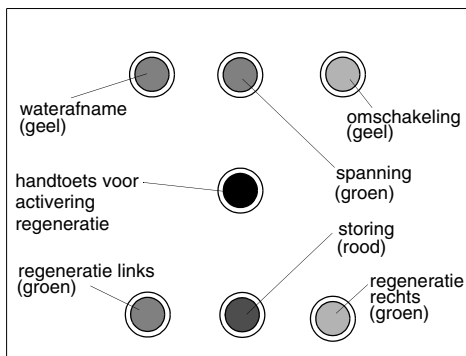 waterafname
(geel)
omschakeling
(geel)
spanning
(groen)
handtoets voor
activering
regeneratie
storing
(rood)
regeneratie links
(groen)
regeneratie
rechts
(groen)